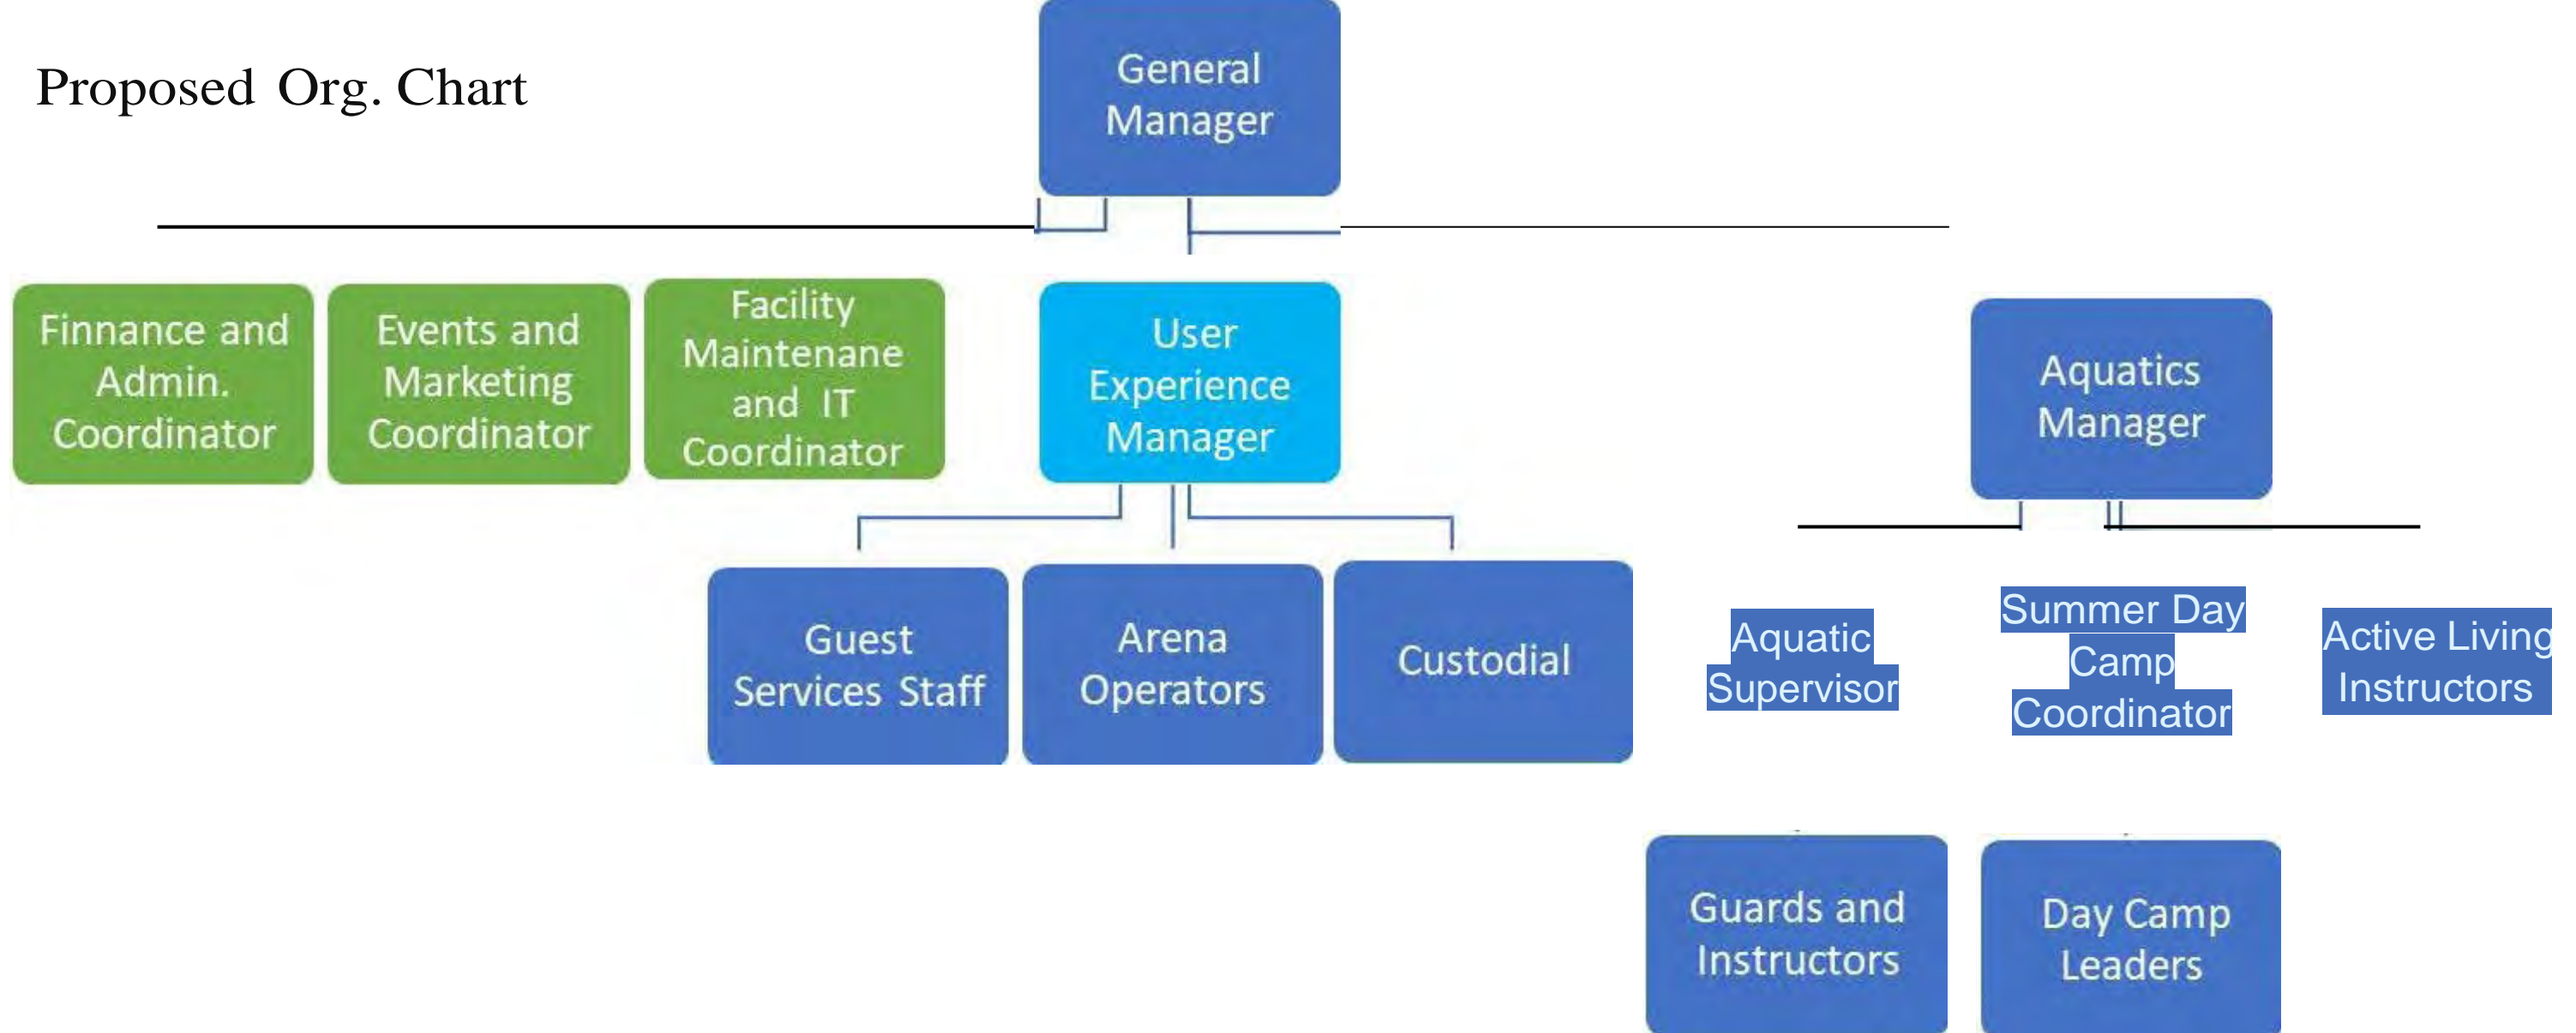 Proposed Org. Chart
General
Manager
Finnance and
Admin.
Coordinator
Events and
Marketing
Coordinator
Facility
Maintenane
and IT
Coordinator
User
Experience
Manager
Aquatics
Manager
Guest
Services Staff
Arena
Operators
Custodial
Aquatic
Supervisor
Summer Day
Camp
Coordinator
Active Living
Instructors
Guards and
Instructors
Day Camp
Leaders